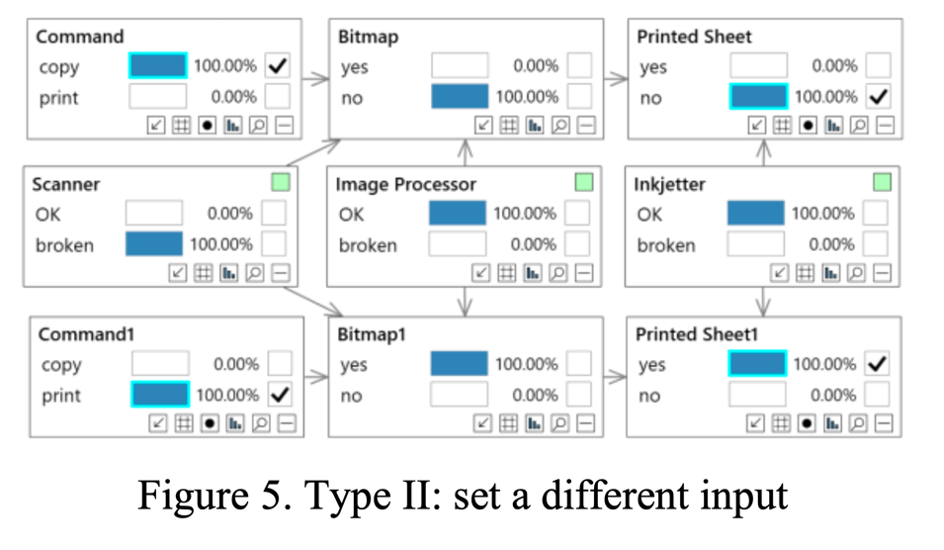 Command
copy 100.00%
print 0.00%
Bitmap
yes 0.00%
no 100.00%
Printed Sheet
yes 0.00%
no 100.00%
Scanner
OK 0.00%
broken 100.00%
Image Processor
OK 100.00%
broken 0.00%
Inkjetter
OK 100.00%
broken 0.00%
Command1
copy 0.00%
print 100.00%
Bitmap1
yes 100.00%
no 0.00%
Printed Sheet1
yes 100.00%
no 0.00%
Figure 5. Type II: set a different input